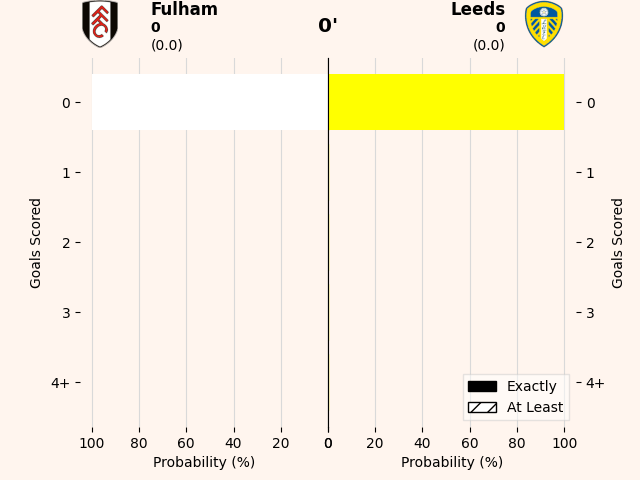 Fulham
0
(0.0)
0'
Leeds
0
(0.0)
0
1
2
3
4+
Goals Scored
0
1
2
3
4+
Goals Scored
Exactly
At Least
100 80 60 40 20 0
0 20 40 60 80 100
Probability (%)
Probability (%)